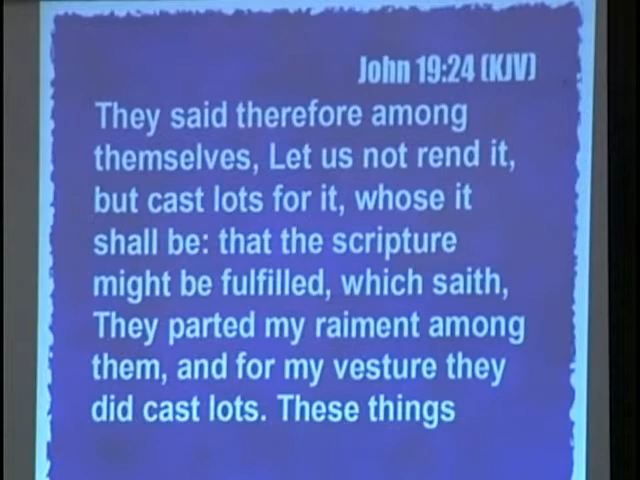 John 19:24 (KJV)
They said therefore among
themselves, Let us not rend it,
but cast lots for it, whose it
shall be: that the scripture
might be fulfilled, which saith,
They parted my raiment among
them, and for my vesture they
did cast lots. These things